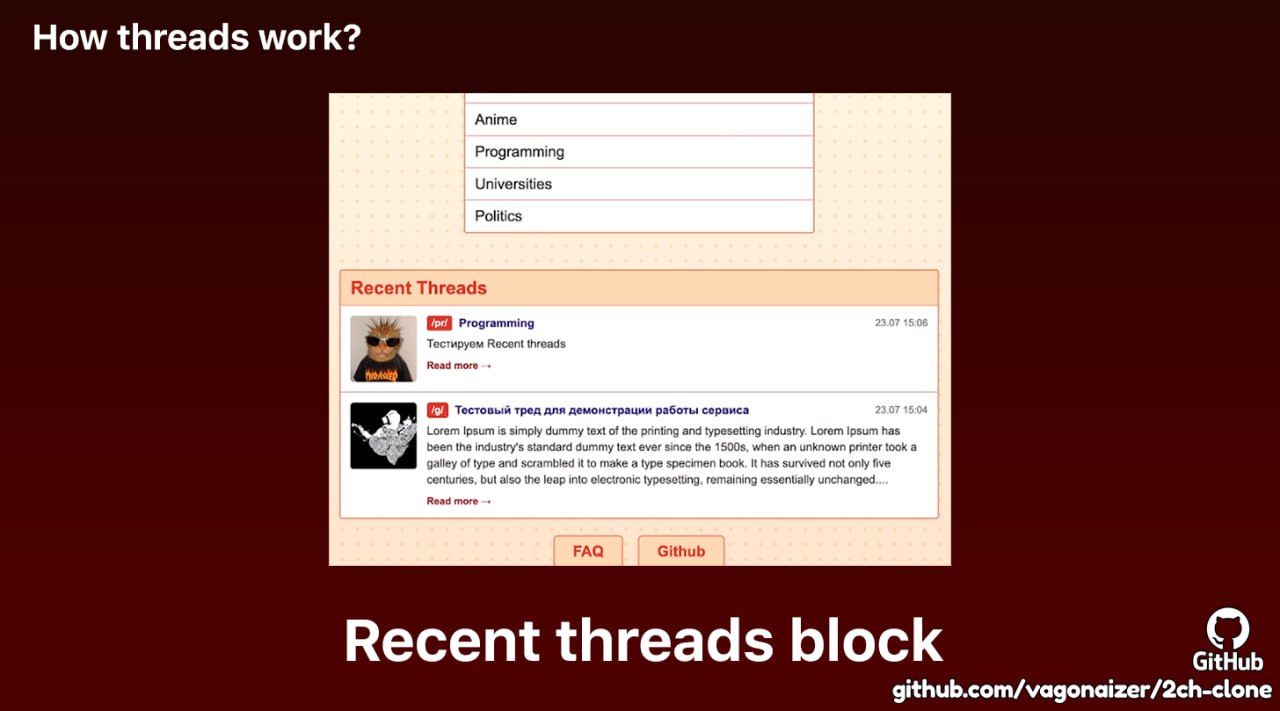 How threads work?
Anime
Programming
Universities
Politics
Recent Threads
/pr/ Programming 23.07 15:06
Тестируем Recent threads
Read more →
/g/ Тестовый тред для демонстрации работы сервиса 23.07 15:04
Lorem Ipsum is simply dummy text of the printing and typesetting industry. Lorem Ipsum has
been the industry's standard dummy text ever since the 1500s, when an unknown printer took a
galley of type and scrambled it to make a type specimen book. It has survived not only five
centuries, but also the leap into electronic typesetting, remaining essentially unchanged....
Read more →
FAQ Github
Recent threads block
GitHub
github.com/vagonaizer/2ch-clone